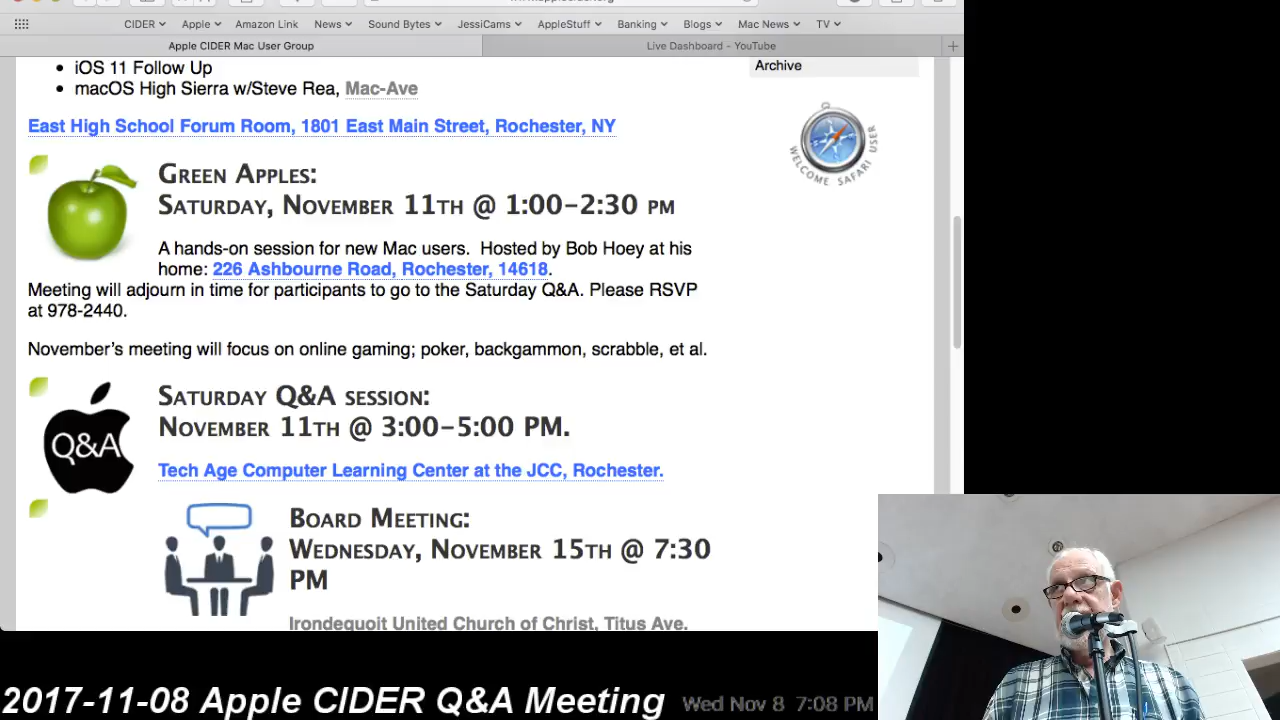 CIDER Apple Amazon Link News Sound Bytes JessiCams AppleStuff Banking Blogs Mac News TV
Apple CIDER Mac User Group
Live Dashboard - YouTube
iOS 11 Follow Up
macOS High Sierra w/Steve Rea, Mac-Ave
Archive
East High School Forum Room, 1801 East Main Street, Rochester, NY
WELCOME SAFARI USER
Green Apples:
Saturday, November 11th @ 1:00–2:30 pm
A hands-on session for new Mac users. Hosted by Bob Hoey at his
home: 226 Ashbourne Road, Rochester, 14618.
Meeting will adjourn in time for participants to go to the Saturday Q&A. Please RSVP
at 978-2440.
November's meeting will focus on online gaming; poker, backgammon, scrabble, et al.
Saturday Q&A session:
November 11th @ 3:00–5:00 PM.
Q&A
Tech Age Computer Learning Center at the JCC, Rochester.
Board Meeting:
Wednesday, November 15th @ 7:30
PM
Irondequoit United Church of Christ, Titus Ave.
2017-11-08 Apple CIDER Q&A Meeting
Wed Nov 8 7:08 PM